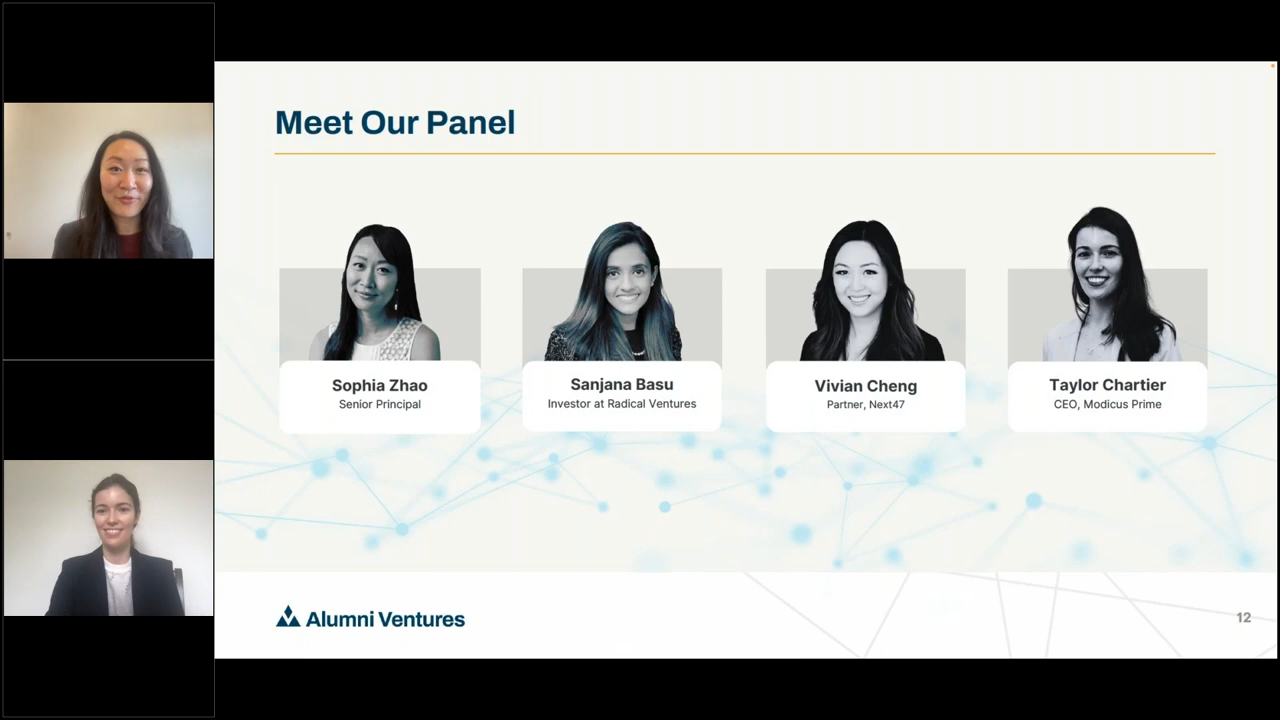 Meet Our Panel
Sophia Zhao
Senior Principal
Sanjana Basu
Investor at Radical Ventures
Vivian Cheng
Partner, Next47
Taylor Chartier
CEO, Modicus Prime
Alumni Ventures
12